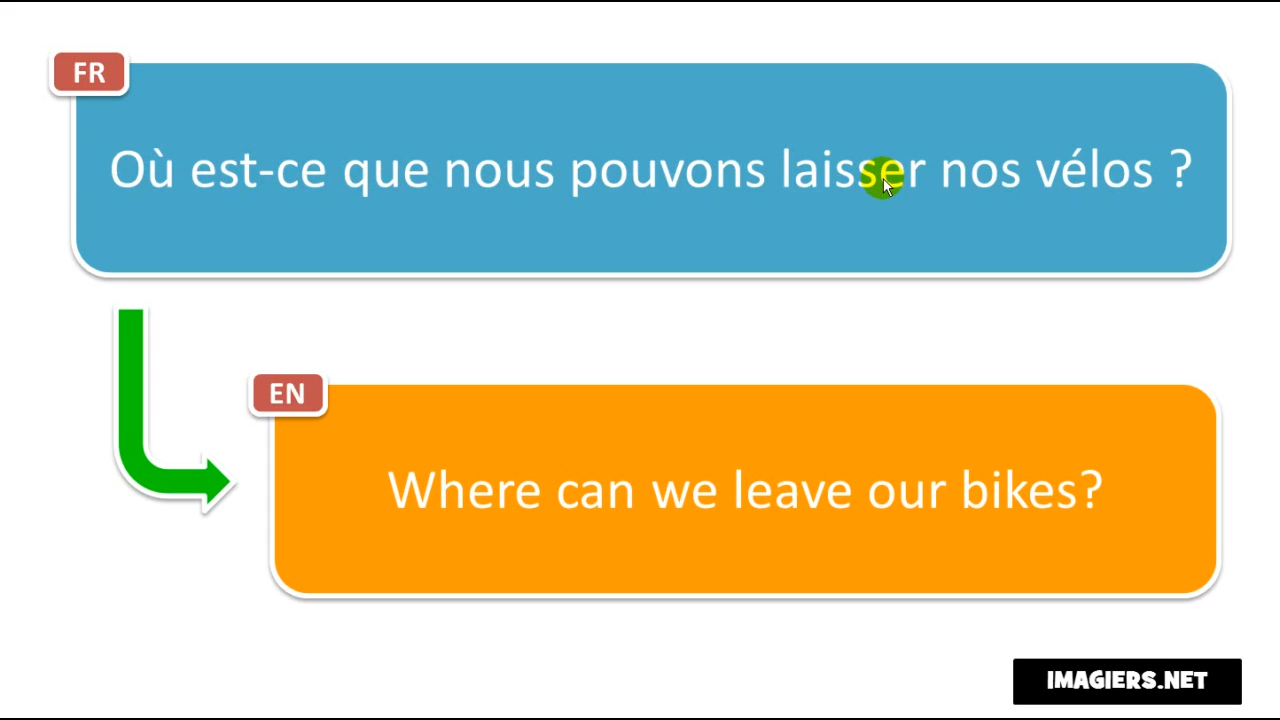 FR
Où est-ce que nous pouvons laisser nos vélos ?
EN
Where can we leave our bikes?
IMAGIERS.NET